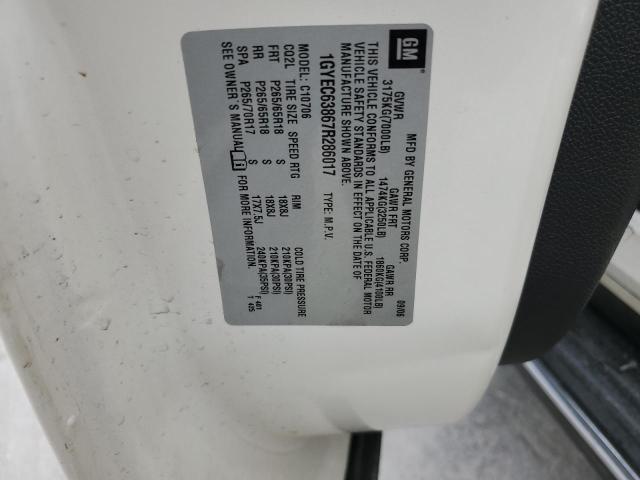 GM
MFD BY GENERAL MOTORS CORP. 09/06
GVWR GAWR FRT GAWR RR
3175KG(7000LB) 1474KG(3250LB) 1860KG(4100LB)
THIS VEHICLE CONFORMS TO ALL APPLICABLE U.S. FEDERAL MOTOR
VEHICLE SAFETY STANDARDS IN EFFECT ON THE DATE OF
MANUFACTURE SHOWN ABOVE.
1GYEC63867R286017 TYPE: M.P.V.
MODEL: C10706
CQ2L TIRE SIZE SPEED RTG RIM COLD TIRE PRESSURE
FRT P265/65R18 S 18X8J 210KPA(30PSI)
RR P265/65R18 S 18X8J 210KPA(30PSI)
SPA P265/70R17 S 17X7.5J 240KPA(35PSI)
SEE OWNER'S MANUAL FOR MORE INFORMATION
F 401
T 405